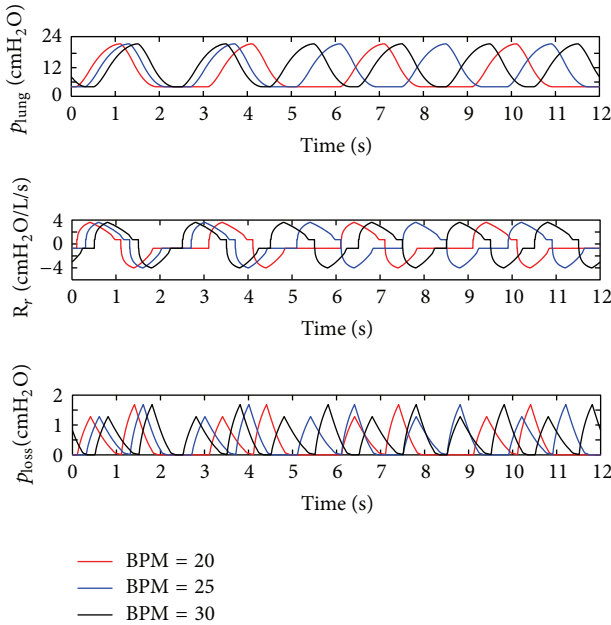 24
12
0
p_lung (cmH₂O)
0 1 2 3 4 5 6 7 8 9 10 11 12
Time (s)
4
0
−4
R_r (cmH₂O/L/s)
0 1 2 3 4 5 6 7 8 9 10 11 12
Time (s)
2
1
0
p_loss (cmH₂O)
0 1 2 3 4 5 6 7 8 9 10 11 12
Time (s)
BPM = 20
BPM = 25
BPM = 30